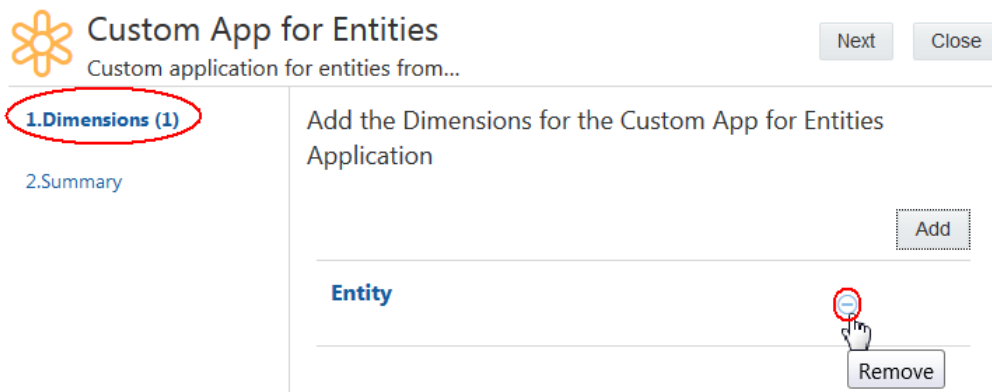 Custom App for Entities
Next
Close
Custom application for entities from...
1.Dimensions (1)
Add the Dimensions for the Custom App for Entities
Application
2.Summary
Add
Entity
Remove